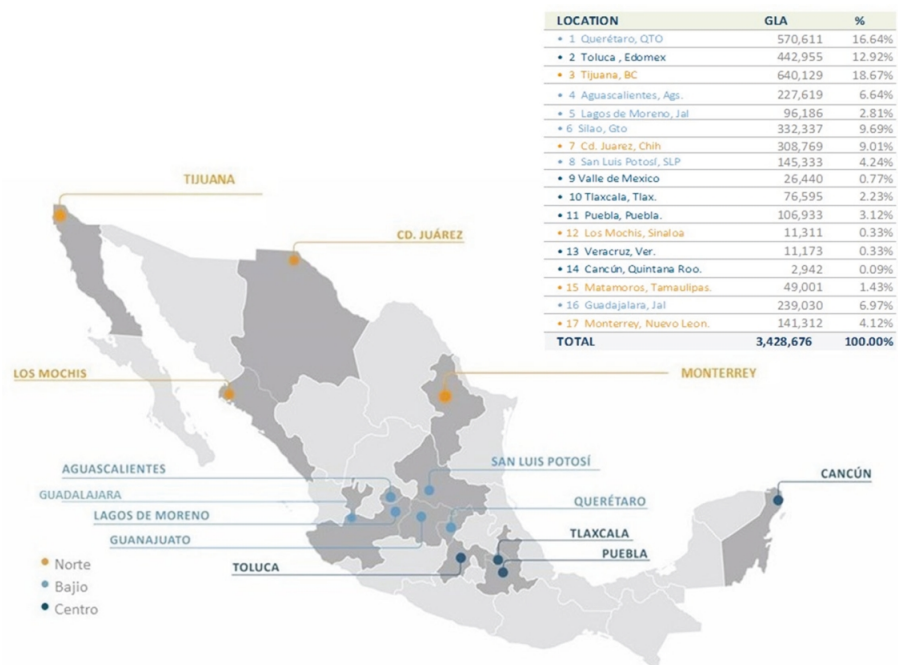 LOCATION GLA %
• 1 Querétaro, QTO 570,611 16.64%
• 2 Toluca , Edomex 442,955 12.92%
• 3 Tijuana, BC 640,129 18.67%
• 4 Aguascalientes, Ags. 227,619 6.64%
• 5 Lagos de Moreno, Jal 96,186 2.81%
• 6 Silao, Gto 332,337 9.69%
• 7 Cd. Juarez, Chih 308,769 9.01%
• 8 San Luis Potosí, SLP 145,333 4.24%
• 9 Valle de Mexico 26,440 0.77%
• 10 Tlaxcala, Tlax. 76,595 2.23%
• 11 Puebla, Puebla. 106,933 3.12%
• 12 Los Mochis, Sinaloa 11,311 0.33%
• 13 Veracruz, Ver. 11,173 0.33%
• 14 Cancún, Quintana Roo. 2,942 0.09%
• 15 Matamoros, Tamaulipas. 49,001 1.43%
• 16 Guadajalara, Jal 239,030 6.97%
• 17 Monterrey, Nuevo Leon. 141,312 4.12%
TOTAL 3,428,676 100.00%
TIJUANA
CD. JUÁREZ
LOS MOCHIS
MONTERREY
AGUASCALIENTES
SAN LUIS POTOSÍ
CANCÚN
GUADALAJARA
QUERÉTARO
LAGOS DE MORENO
GUANAJUATO
TLAXCALA
PUEBLA
TOLUCA
Norte
Bajio
Centro